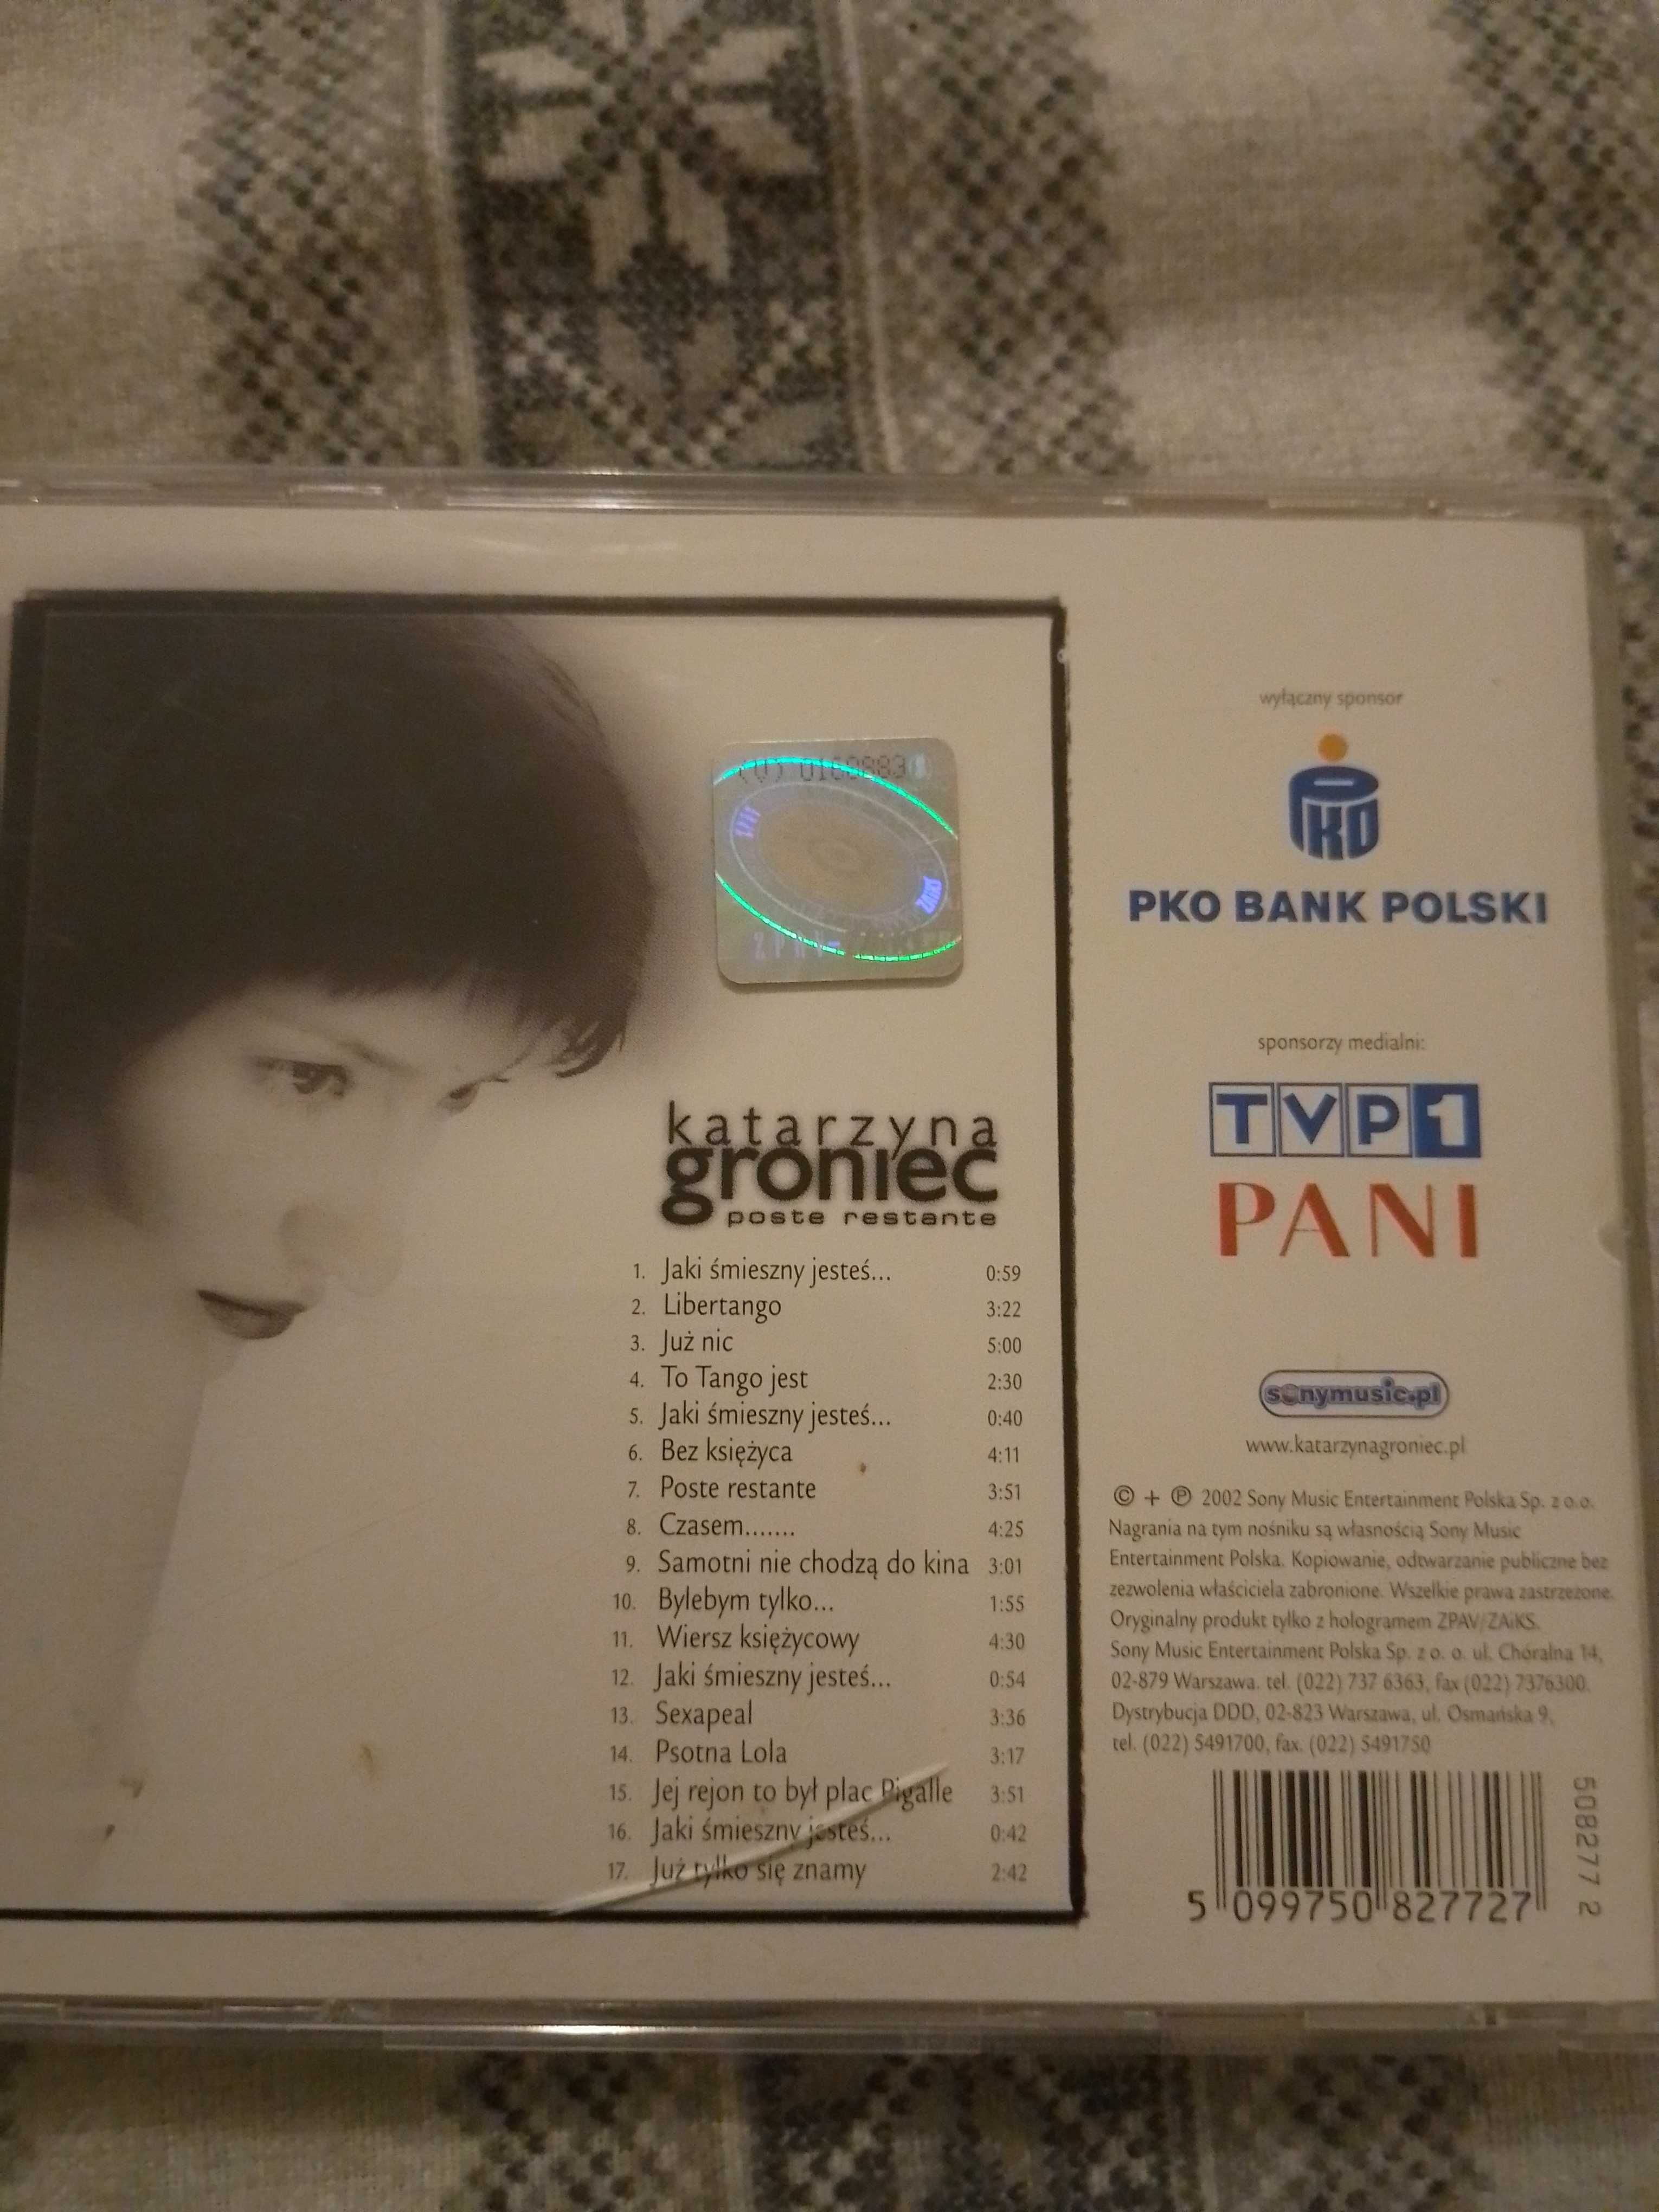 (V) 0160883
katarzyna
groniec
poste restante
1. Jaki śmieszny jesteś... 0:59
2. Libertango 3:22
3. Już nic 5:00
4. To Tango jest 2:30
5. Jaki śmieszny jesteś... 0:40
6. Bez księżyca 4:11
7. Poste restante 3:51
8. Czasem....... 4:25
9. Samotni nie chodzą do kina 3:01
10. Bylebym tylko... 1:55
11. Wiersz księżycowy 4:30
12. Jaki śmieszny jesteś... 0:54
13. Sexapeal 3:36
14. Psotna Lola 3:17
15. Jej rejon to był plac Pigalle 3:51
16. Jaki śmieszny jesteś... 0:42
17. Już tylko się znamy 2:42
wyłączny sponsor
PKO
PKO BANK POLSKI
sponsorzy medialni:
TVP1
PANI
sonymusic.pl
www.katarzynagroniec.pl
© + ℗ 2002 Sony Music Entertainment Polska Sp. z o.o.
Nagrania na tym nośniku są własnością Sony Music
Entertainment Polska. Kopiowanie, odtwarzanie publiczne bez
zezwolenia właściciela zabronione. Wszelkie prawa zastrzeżone.
Oryginalny produkt tylko z hologramem ZPAV/ZAiKS.
Sony Music Entertainment Polska Sp. z o. o. ul. Chóralna 14,
02-879 Warszawa. tel. (022) 737 6363, fax (022) 7376300.
Dystrybucja DDD, 02-823 Warszawa, ul. Osmańska 9,
tel. (022) 5491700, fax. (022) 5491750
5 099750 827727
508277 2